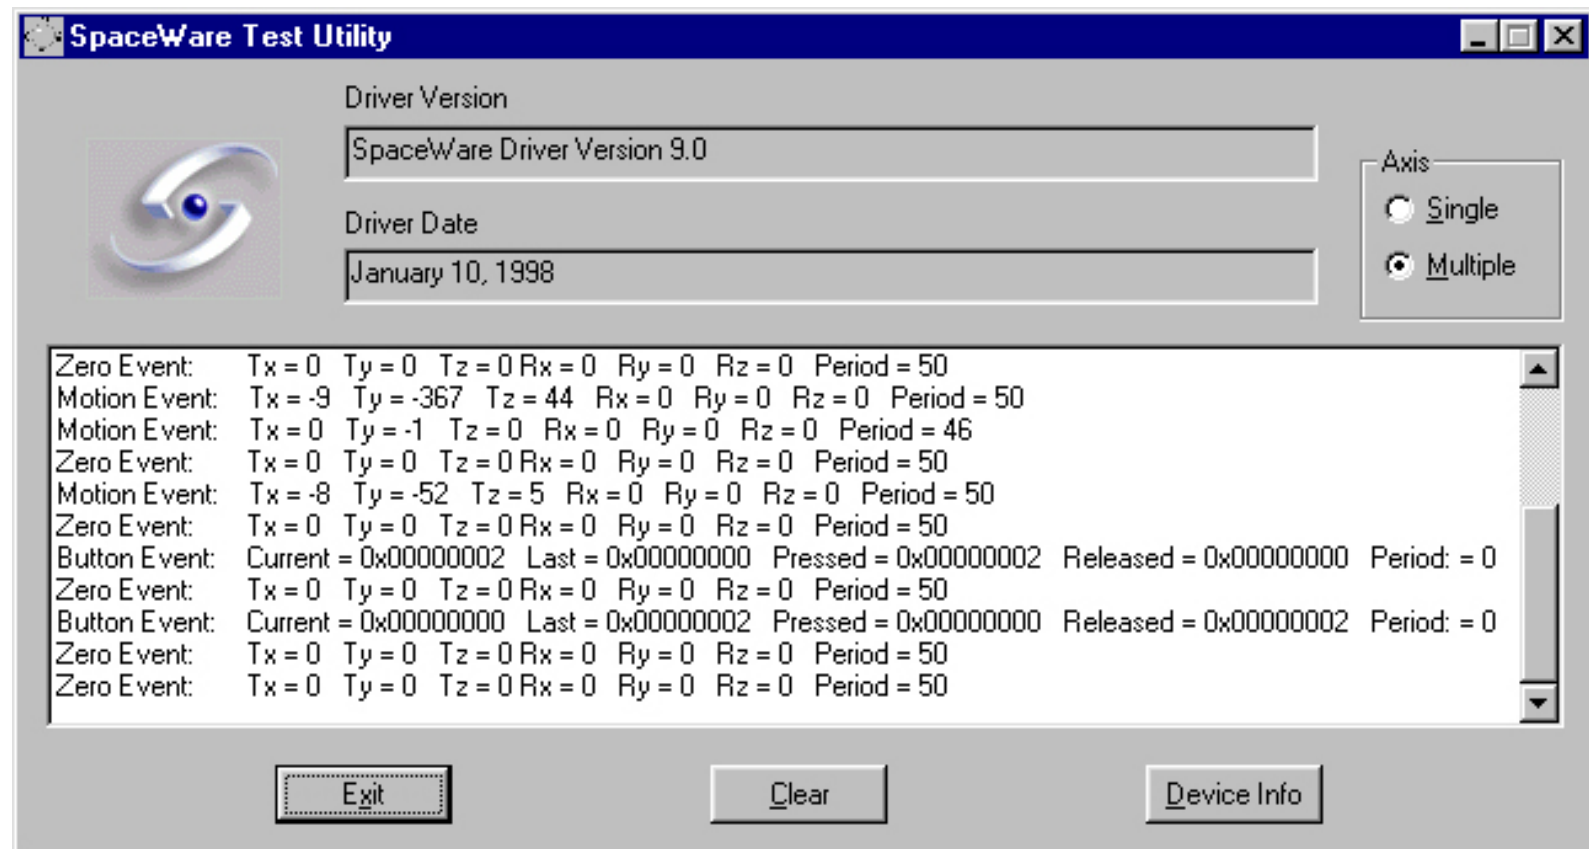 SpaceWare Test Utility
Driver Version
SpaceWare Driver Version 9.0
Driver Date
January 10, 1998
Axis
Single
Multiple
Zero Event: Tx = 0 Ty = 0 Tz = 0 Rx = 0 Ry = 0 Rz = 0 Period = 50
Motion Event: Tx = -9 Ty = -367 Tz = 44 Rx = 0 Ry = 0 Rz = 0 Period = 50
Motion Event: Tx = 0 Ty = -1 Tz = 0 Rx = 0 Ry = 0 Rz = 0 Period = 46
Zero Event: Tx = 0 Ty = 0 Tz = 0 Rx = 0 Ry = 0 Rz = 0 Period = 50
Motion Event: Tx = -8 Ty = -52 Tz = 5 Rx = 0 Ry = 0 Rz = 0 Period = 50
Zero Event: Tx = 0 Ty = 0 Tz = 0 Rx = 0 Ry = 0 Rz = 0 Period = 50
Button Event: Current = 0x00000002 Last = 0x00000000 Pressed = 0x00000002 Released = 0x00000000 Period: = 0
Zero Event: Tx = 0 Ty = 0 Tz = 0 Rx = 0 Ry = 0 Rz = 0 Period = 50
Button Event: Current = 0x00000000 Last = 0x00000002 Pressed = 0x00000000 Released = 0x00000002 Period: = 0
Zero Event: Tx = 0 Ty = 0 Tz = 0 Rx = 0 Ry = 0 Rz = 0 Period = 50
Zero Event: Tx = 0 Ty = 0 Tz = 0 Rx = 0 Ry = 0 Rz = 0 Period = 50
Exit
Clear
Device Info